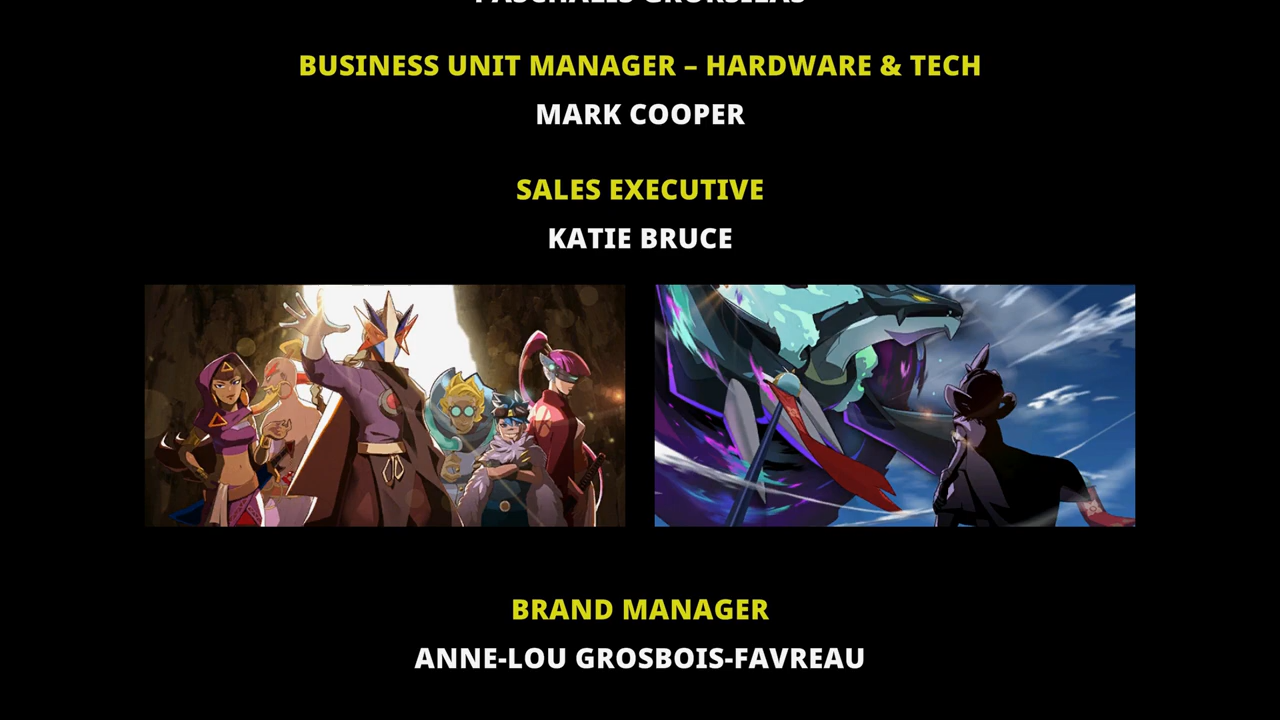 BUSINESS UNIT MANAGER – HARDWARE & TECH
MARK COOPER
SALES EXECUTIVE
KATIE BRUCE
BRAND MANAGER
ANNE-LOU GROSBOIS-FAVREAU